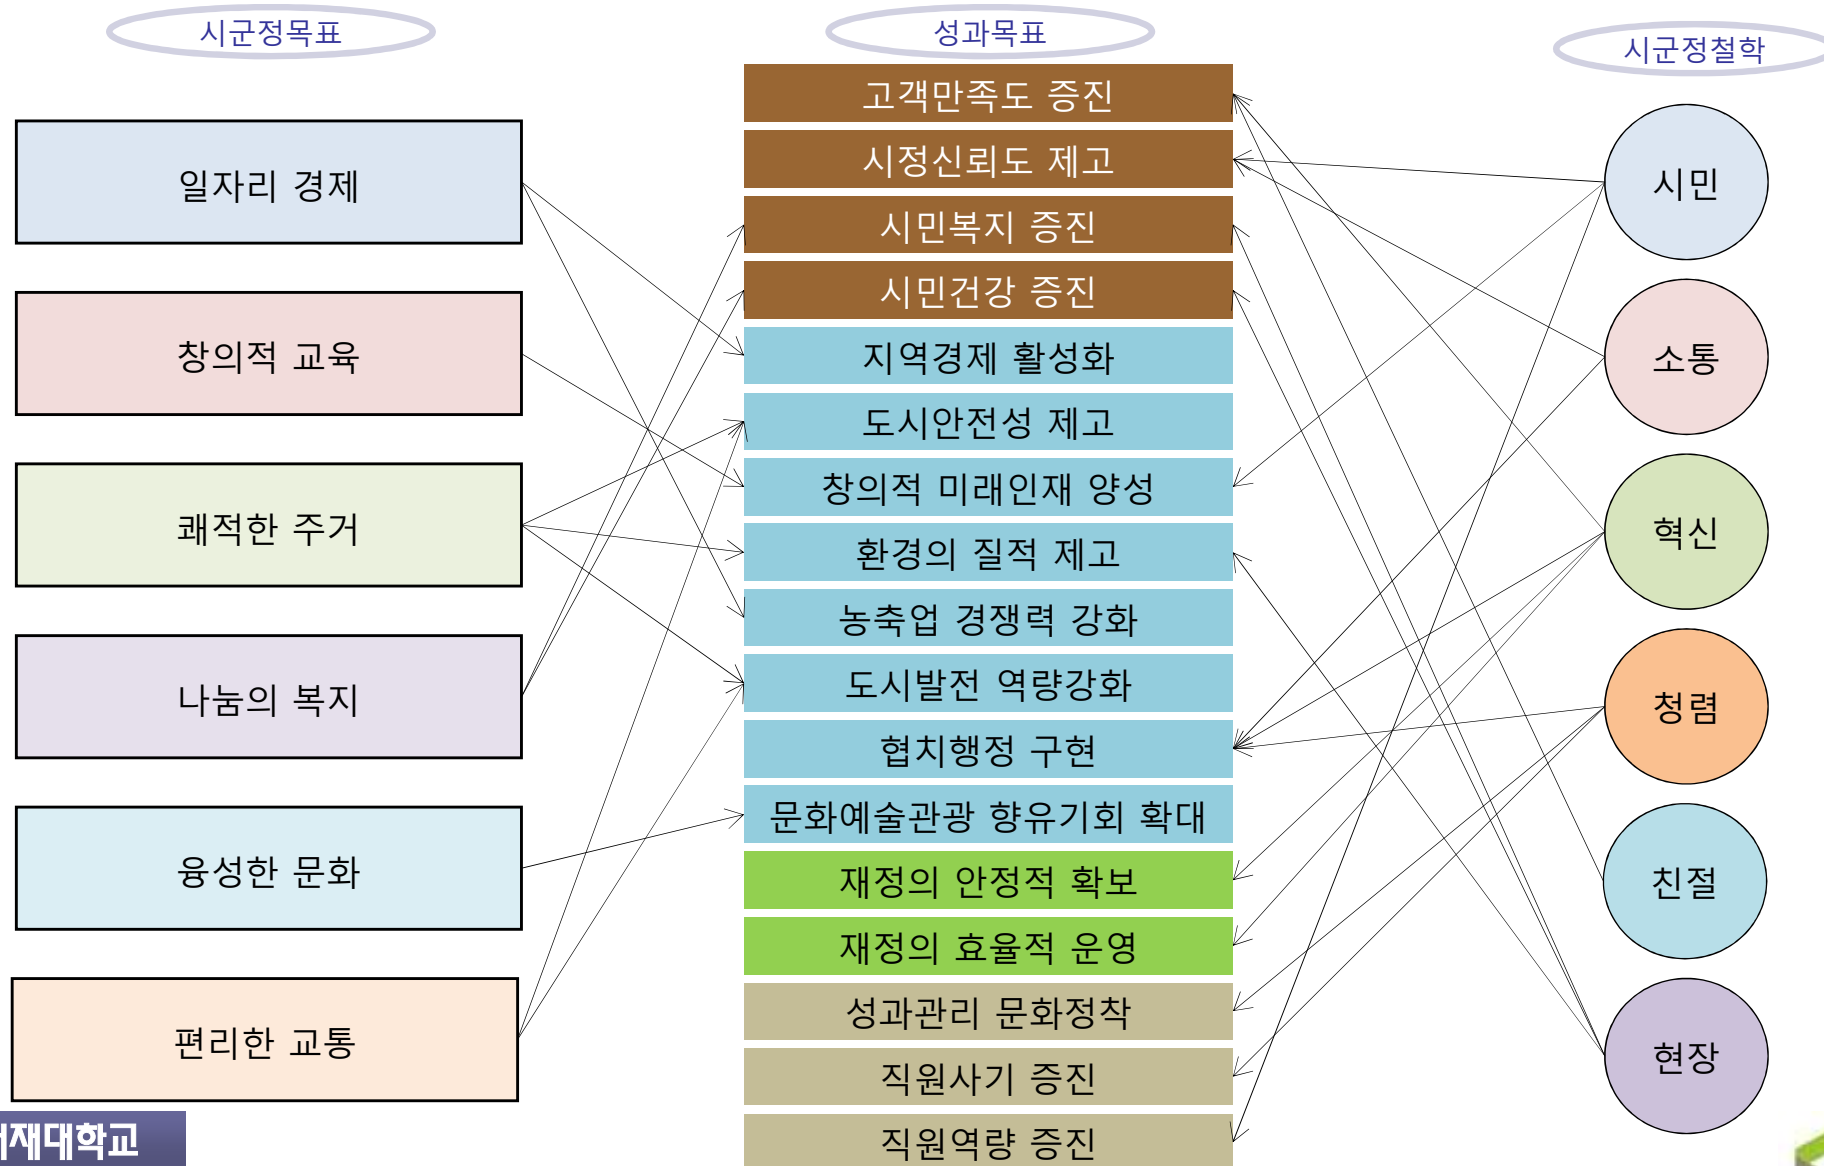 시군정목표
성과목표
시군정철학
일자리 경제
창의적 교육
쾌적한 주거
나눔의 복지
융성한 문화
편리한 교통
고객만족도 증진
시정신뢰도 제고
시민복지 증진
시민건강 증진
지역경제 활성화
도시안전성 제고
창의적 미래인재 양성
환경의 질적 제고
농축업 경쟁력 강화
도시발전 역량강화
협치행정 구현
문화예술관광 향유기회 확대
재정의 안정적 확보
재정의 효율적 운영
성과관리 문화정착
직원사기 증진
직원역량 증진
시민
소통
혁신
청렴
친절
현장
재대학교